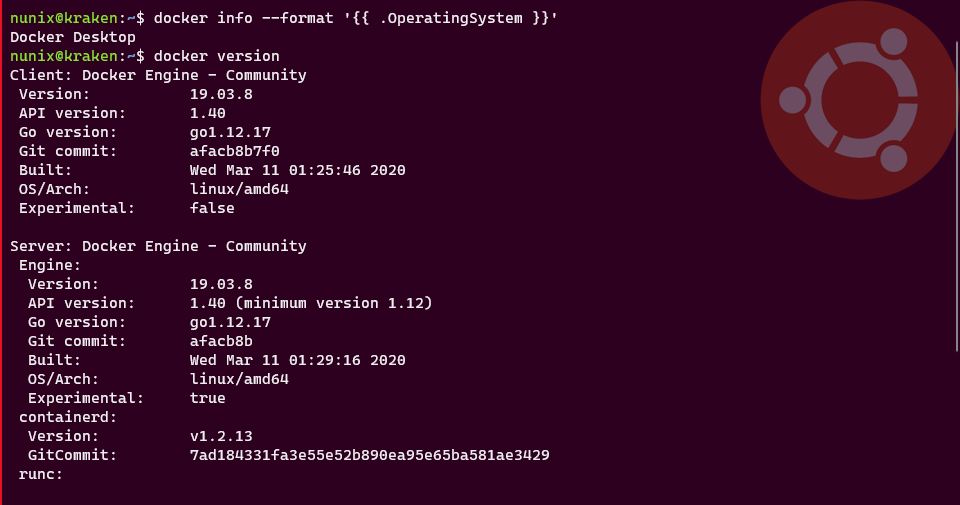 nunix@kraken:~$ docker info --format '{{ .OperatingSystem }}'
Docker Desktop
nunix@kraken:~$ docker version
Client: Docker Engine - Community
 Version:           19.03.8
 API version:       1.40
 Go version:        go1.12.17
 Git commit:        afacb8b7f0
 Built:             Wed Mar 11 01:25:46 2020
 OS/Arch:           linux/amd64
 Experimental:      false

Server: Docker Engine - Community
 Engine:
  Version:          19.03.8
  API version:      1.40 (minimum version 1.12)
  Go version:       go1.12.17
  Git commit:       afacb8b
  Built:            Wed Mar 11 01:29:16 2020
  OS/Arch:          linux/amd64
  Experimental:     true
 containerd:
  Version:          v1.2.13
  GitCommit:        7ad184331fa3e55e52b890ea95e65ba581ae3429
 runc: